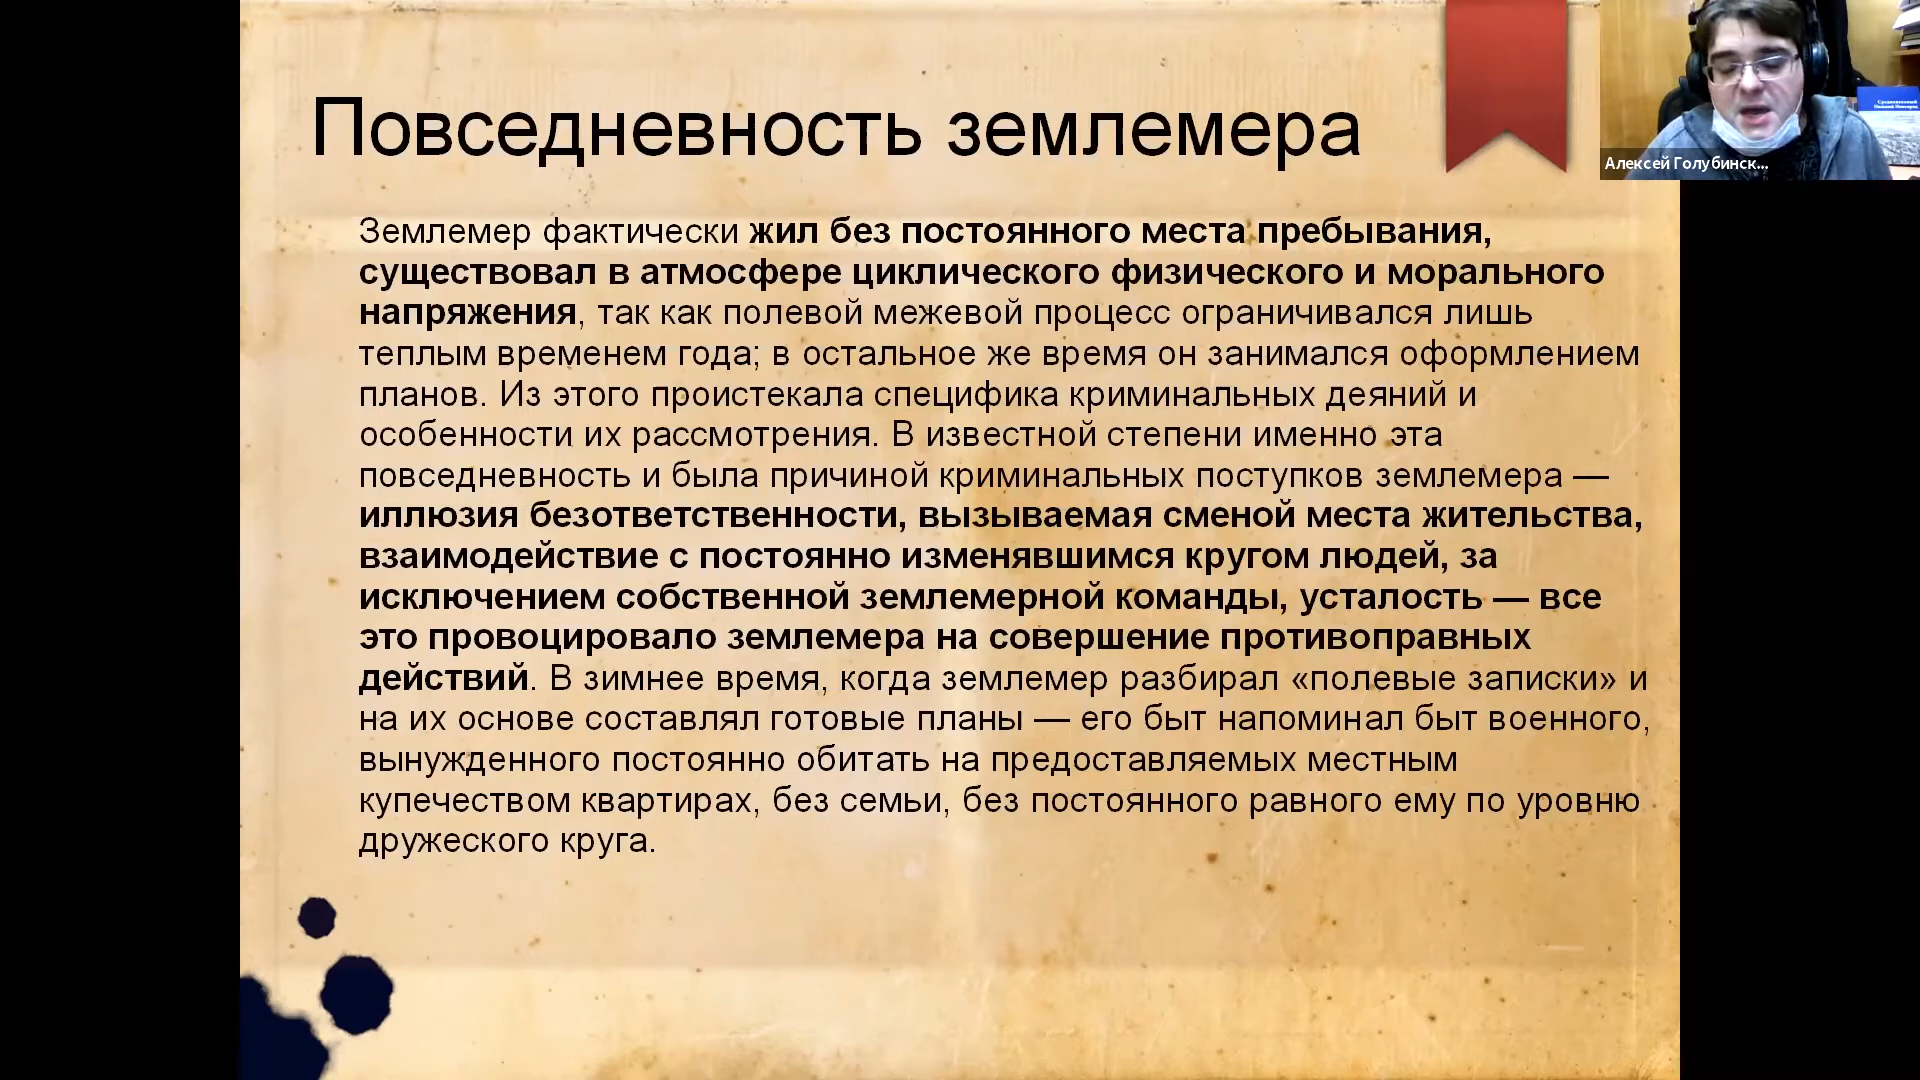 Повседневность землемера
Алексей Голубинск...
Землемер фактически жил без постоянного места пребывания,
существовал в атмосфере циклического физического и морального
напряжения, так как полевой межевой процесс ограничивался лишь
теплым временем года; в остальное же время он занимался оформлением
планов. Из этого проистекала специфика криминальных деяний и
особенности их рассмотрения. В известной степени именно эта
повседневность и была причиной криминальных поступков землемера —
иллюзия безответственности, вызываемая сменой места жительства,
взаимодействие с постоянно изменявшимся кругом людей, за
исключением собственной землемерной команды, усталость — все
это провоцировало землемера на совершение противоправных
действий. В зимнее время, когда землемер разбирал «полевые записки» и
на их основе составлял готовые планы — его быт напоминал быт военного,
вынужденного постоянно обитать на предоставляемых местным
купечеством квартирах, без семьи, без постоянного равного ему по уровню
дружеского круга.